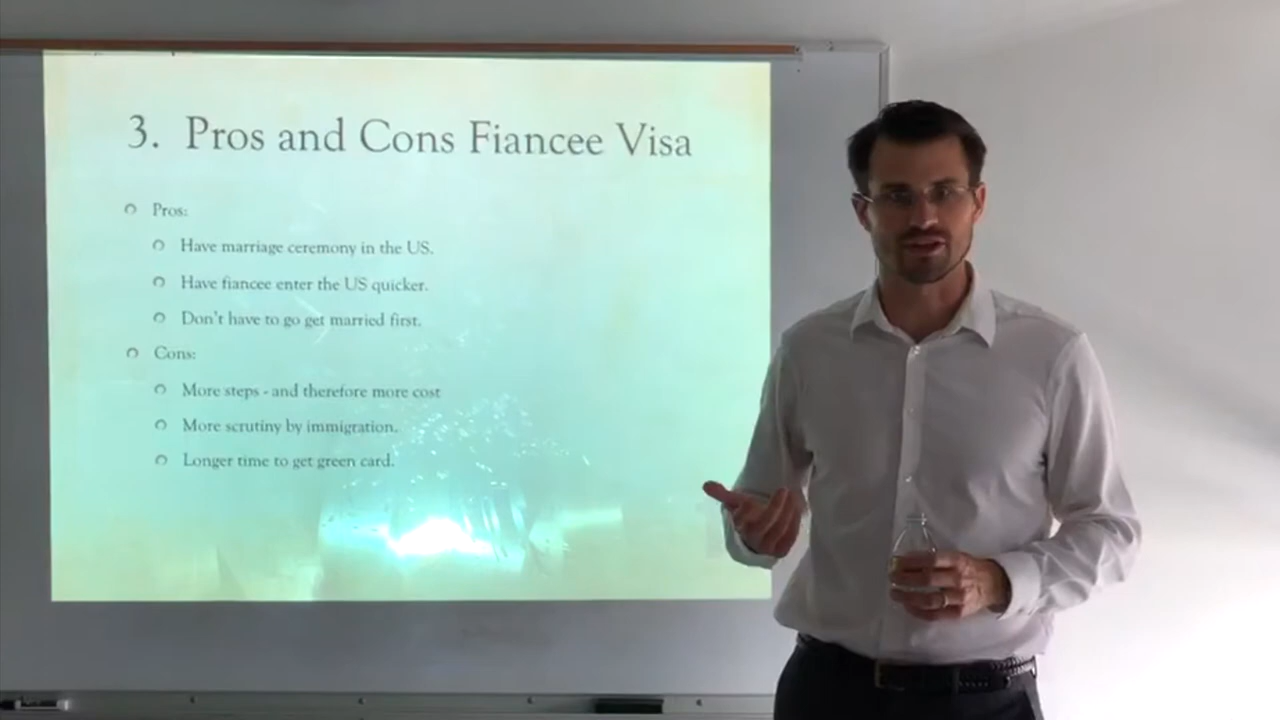 3. Pros and Cons Fiancee Visa
Pros:
Have marriage ceremony in the US.
Have fiancee enter the US quicker.
Don't have to go get married first.
Cons:
More steps - and therefore more cost
More scrutiny by immigration.
Longer time to get green card.